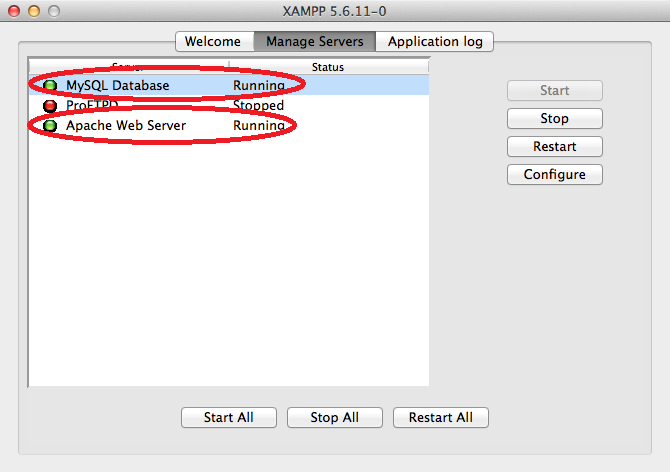 XAMPP 5.6.11-0
Welcome Manage Servers Application log
Server Status
MySQL Database Running
ProFTPD Stopped
Apache Web Server Running
Start
Stop
Restart
Configure
Start All Stop All Restart All